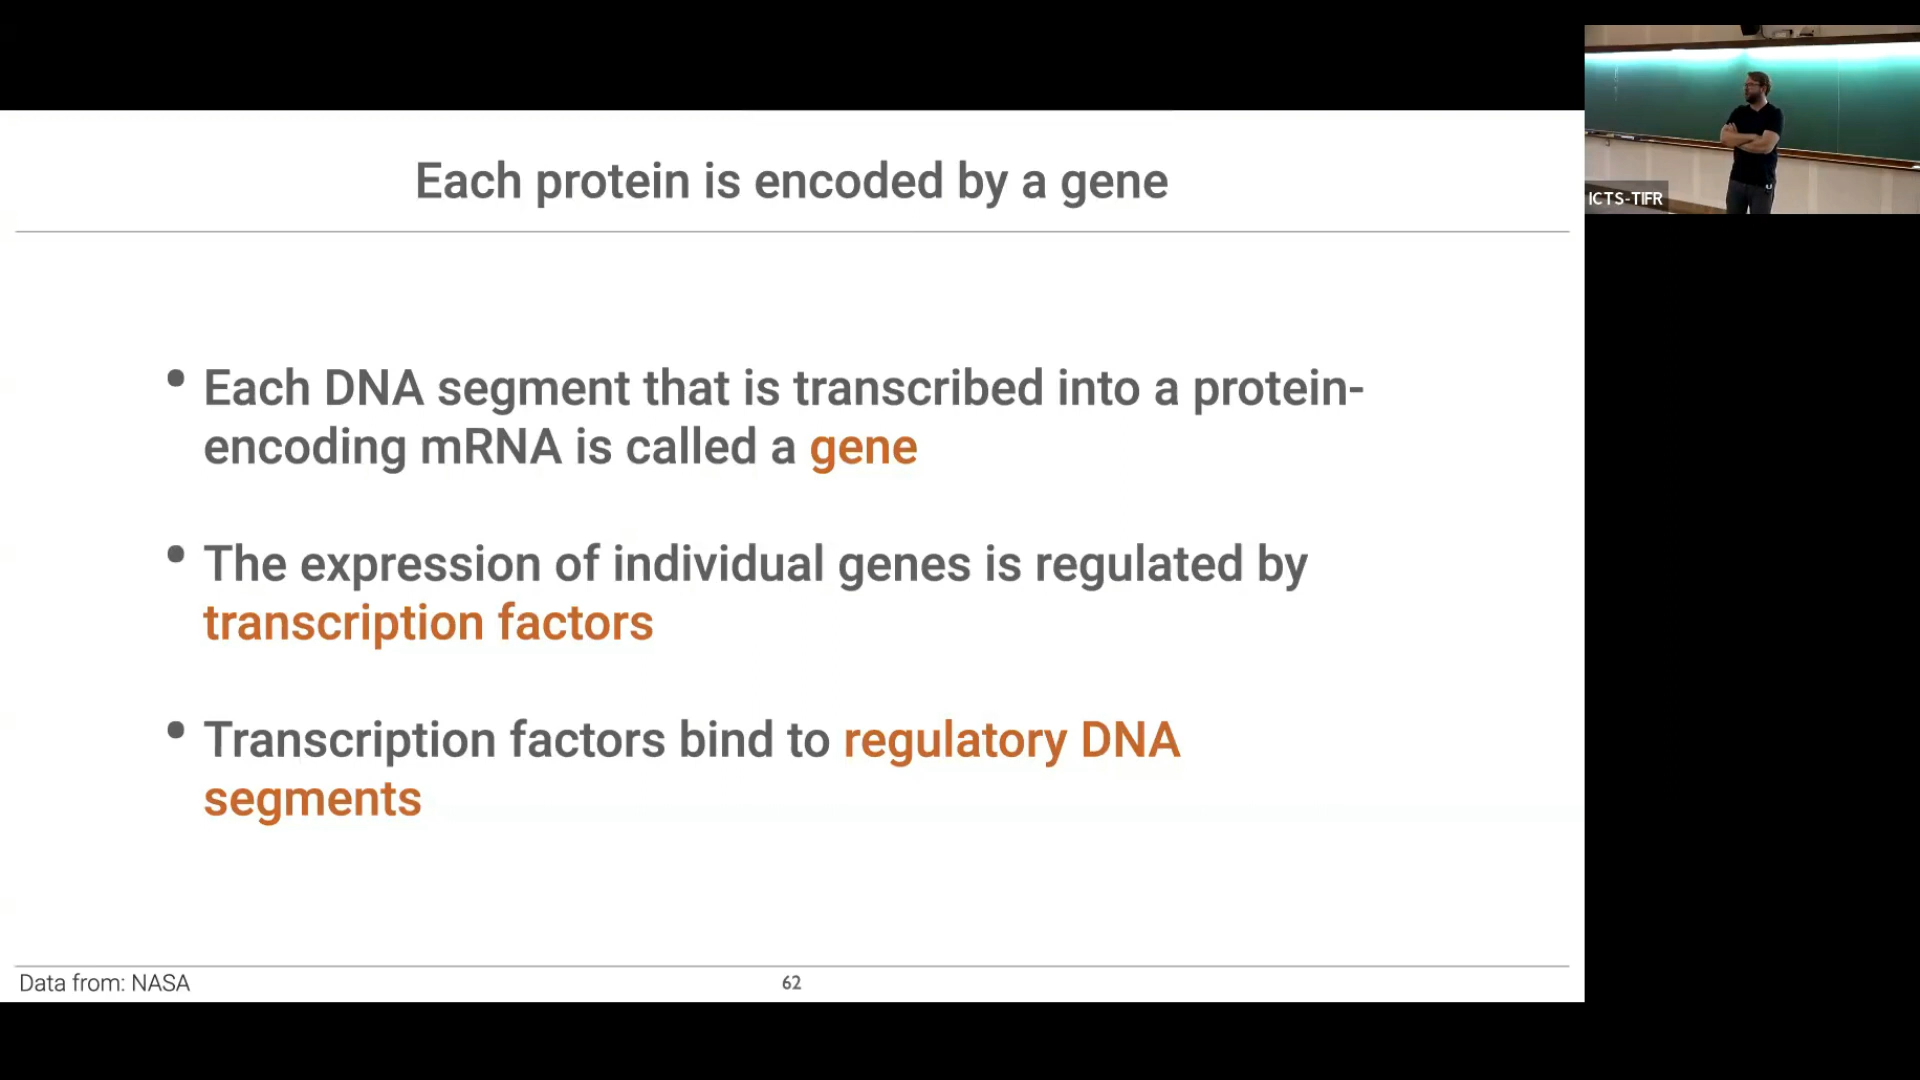 Each protein is encoded by a gene
• Each DNA segment that is transcribed into a protein-
encoding mRNA is called a gene
• The expression of individual genes is regulated by
transcription factors
• Transcription factors bind to regulatory DNA
segments
Data from: NASA
62
ICTS-TIFR